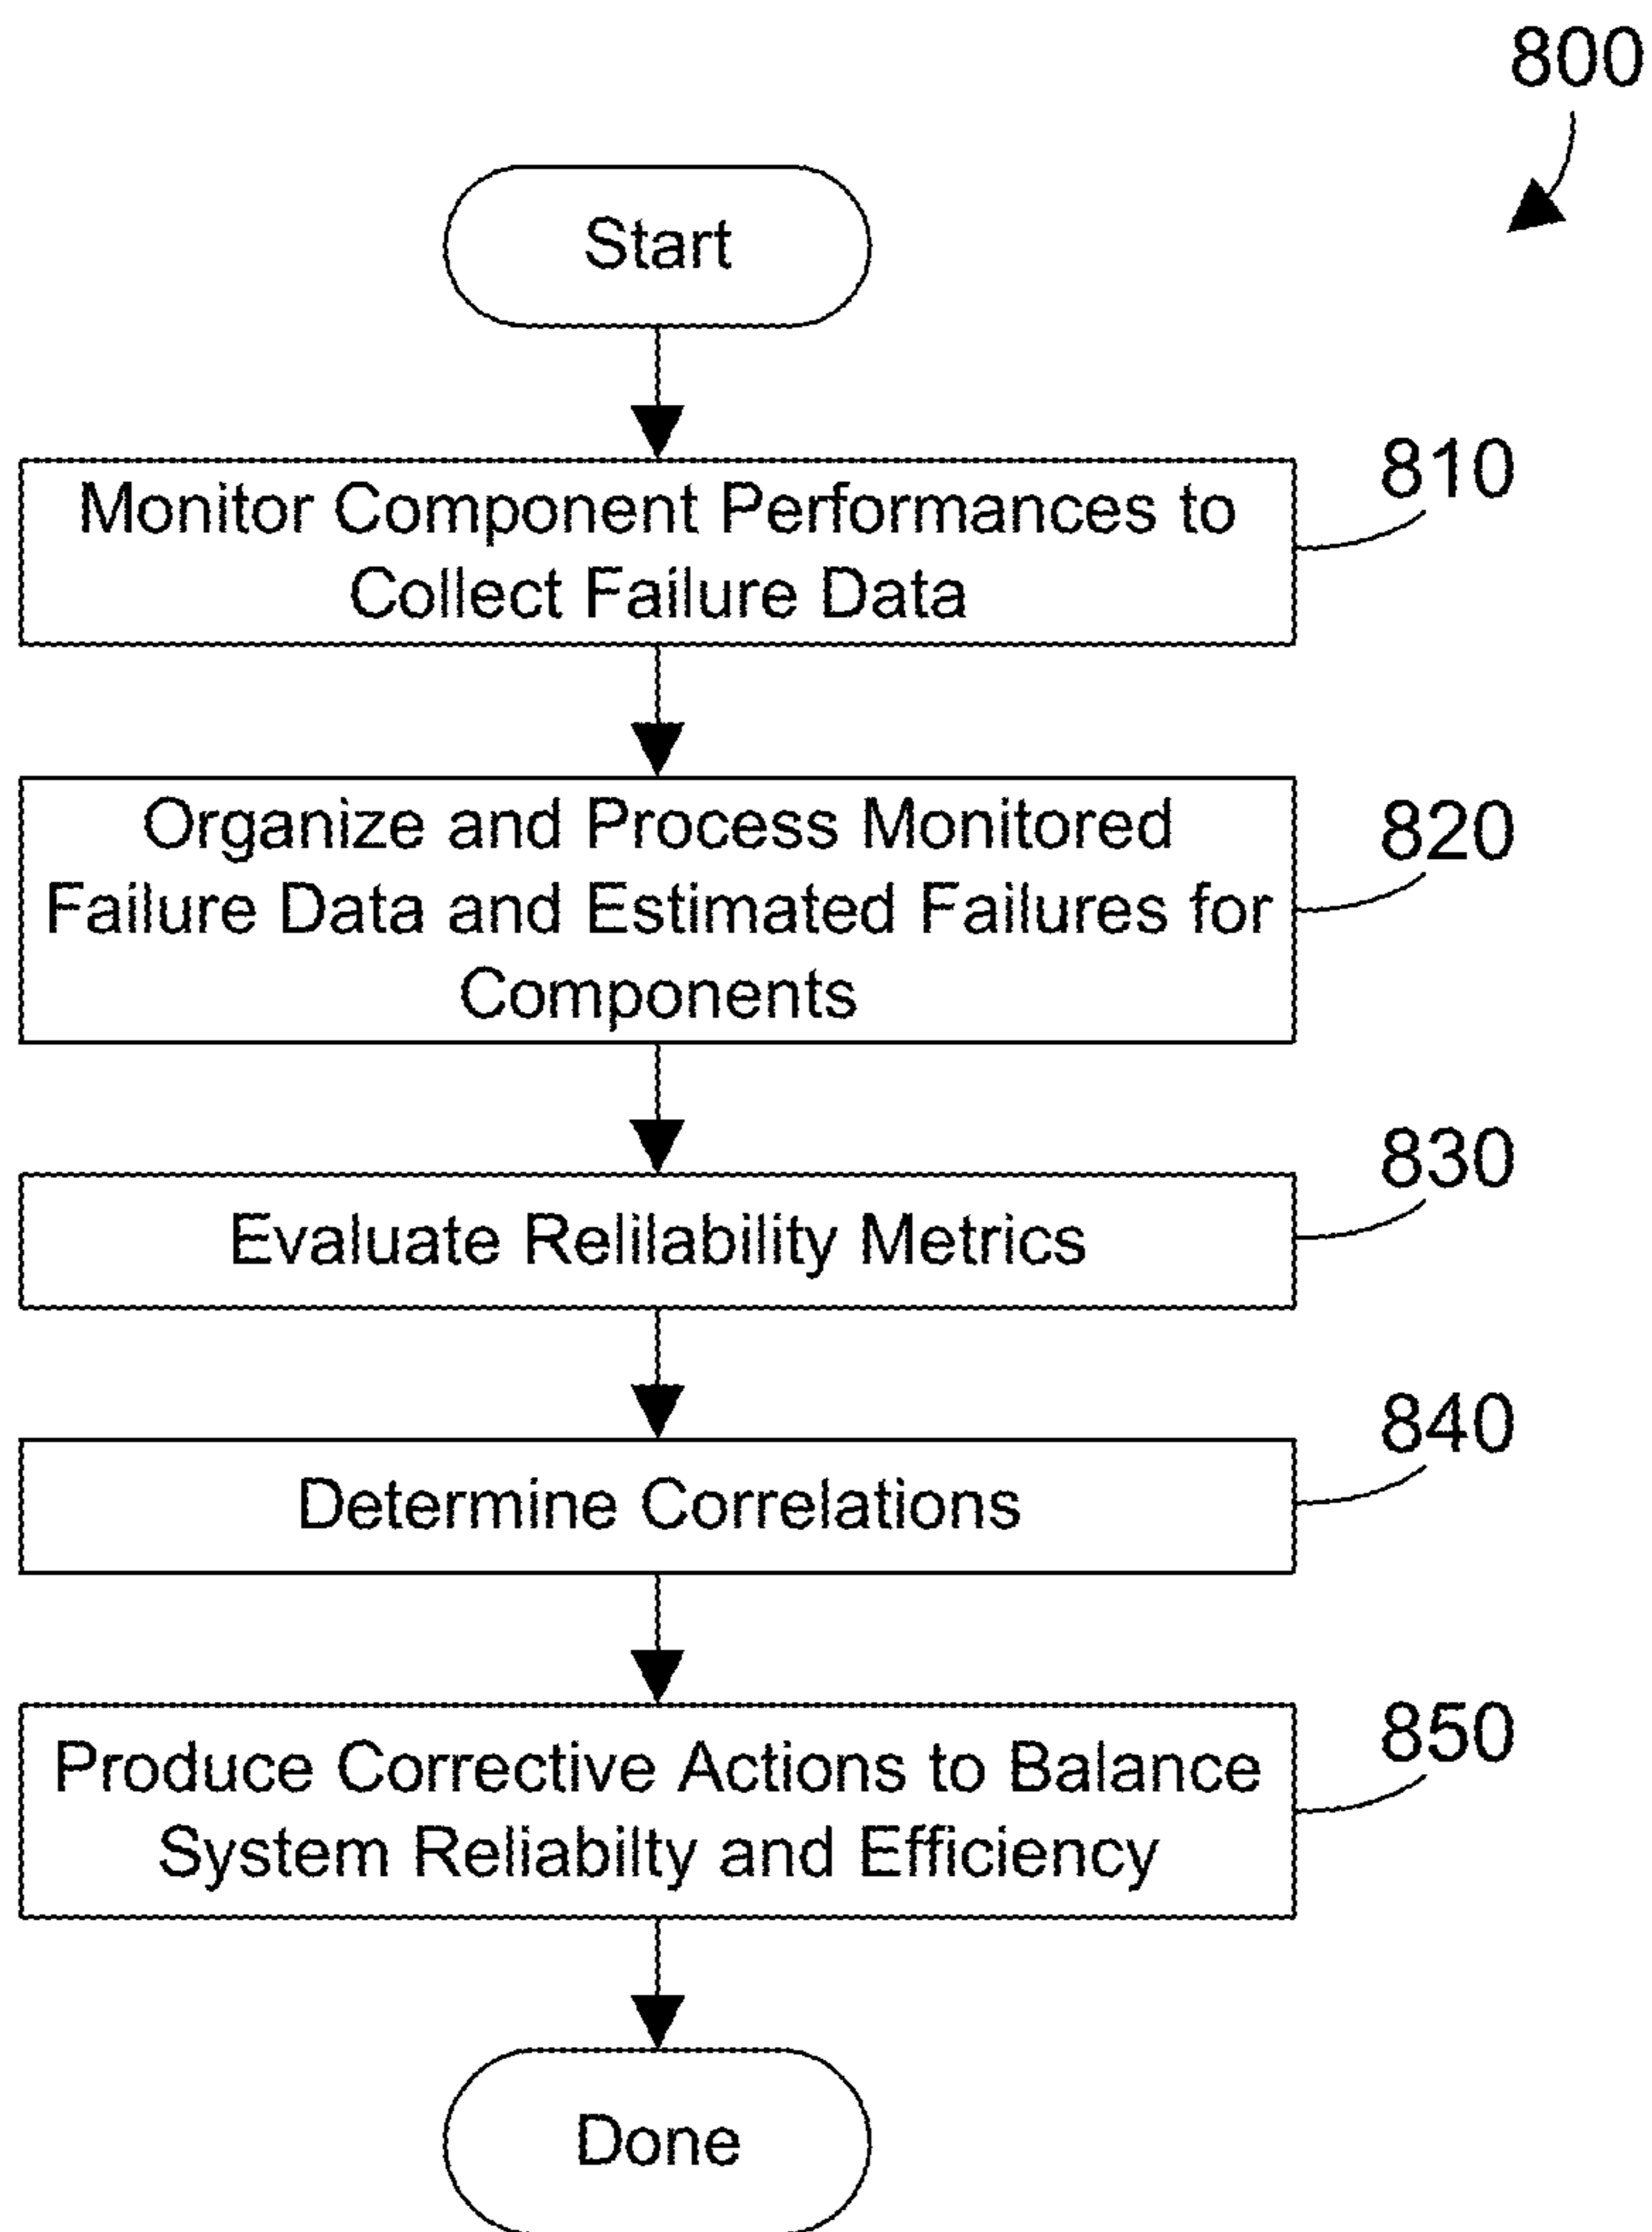 800
Start
810
Monitor Component Performances to
Collect Failure Data
820
Organize and Process Monitored
Failure Data and Estimated Failures for
Components
830
Evaluate Relilability Metrics
840
Determine Correlations
850
Produce Corrective Actions to Balance
System Reliabilty and Efficiency
Done